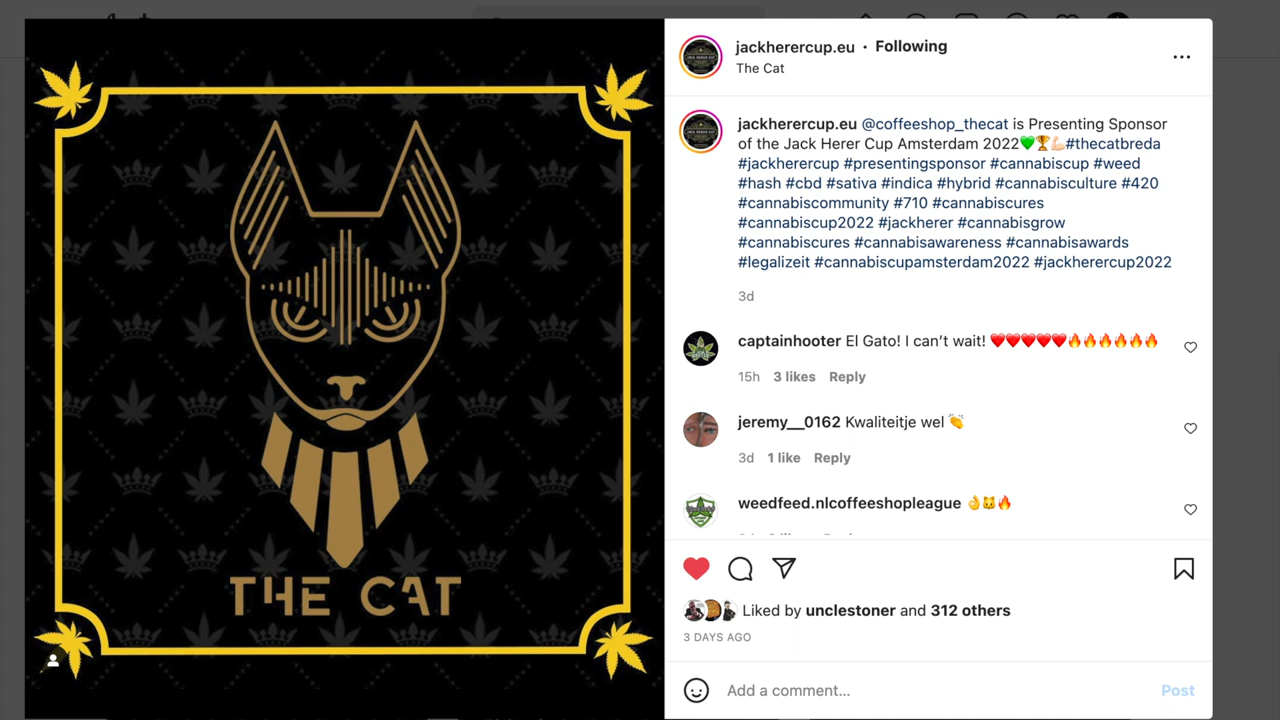 THE CAT
jackherercup.eu • Following
The Cat
jackherercup.eu @coffeeshop_thecat is Presenting Sponsor
of the Jack Herer Cup Amsterdam 2022💚🏆💪🏻#thecatbreda
#jackherercup #presentingsponsor #cannabiscup #weed
#hash #cbd #sativa #indica #hybrid #cannabisculture #420
#cannabiscommunity #710 #cannabiscures
#cannabiscup2022 #jackherer #cannabisgrow
#cannabiscures #cannabisawareness #cannabisawards
#legalizeit #cannabiscupamsterdam2022 #jackherercup2022
3d
captainhooter El Gato! I can't wait! ❤️❤️❤️❤️❤️🔥🔥🔥🔥🔥🔥
15h 3 likes Reply
jeremy__0162 Kwaliteitje wel 👏
3d 1 like Reply
weedfeed.nlcoffeeshopleague 👌🐱🔥
Liked by unclestoner and 312 others
3 DAYS AGO
Add a comment...
Post